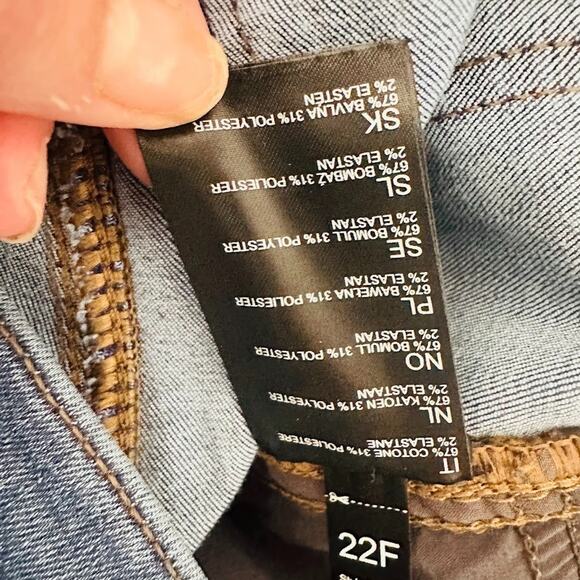 IT
67% COTONE 31% POLIESTERE
2% ELASTANE
NL
67% KATOEN 31% POLYESTER
2% ELASTAAN
NO
67% BOMULL 31% POLYESTER
2% ELASTAN
PL
67% BAWEŁNA 31% POLIESTER
2% ELASTAN
SE
67% BOMULL 31% POLYESTER
2% ELASTAN
SL
67% BOMBAŽ 31% POLIESTER
2% ELASTAN
SK
67% BAVLNA 31% POLYESTER
2% ELASTÉN
22F